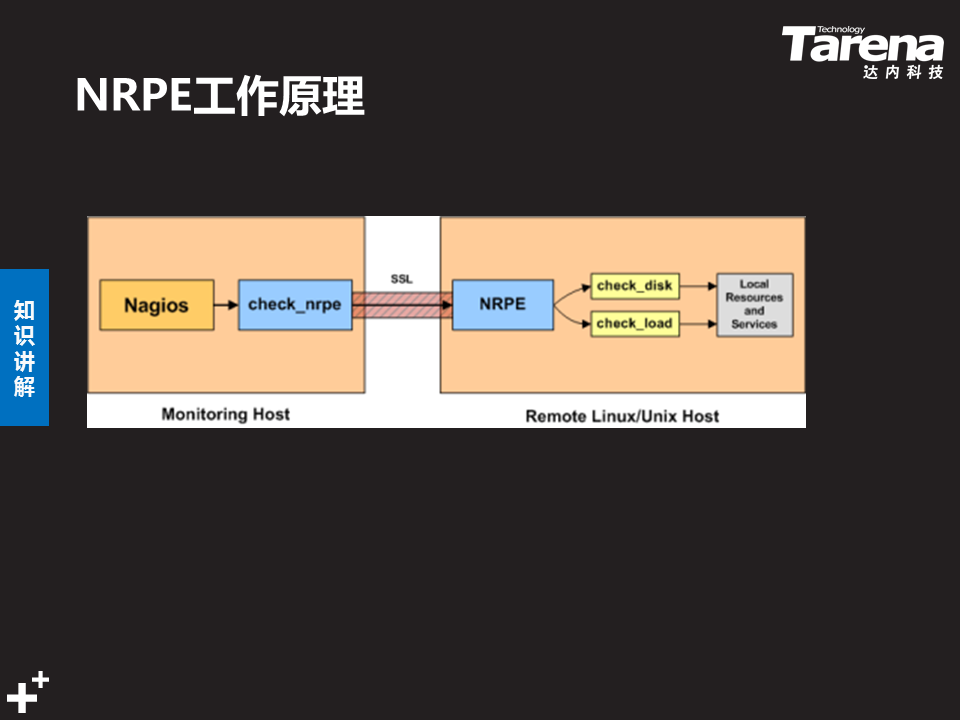 Technology
Tarena
达内科技
NRPE工作原理
知识讲解
SSL
Nagios
check_nrpe
NRPE
check_disk
check_load
Local
Resources
and
Services
Monitoring Host
Remote Linux/Unix Host